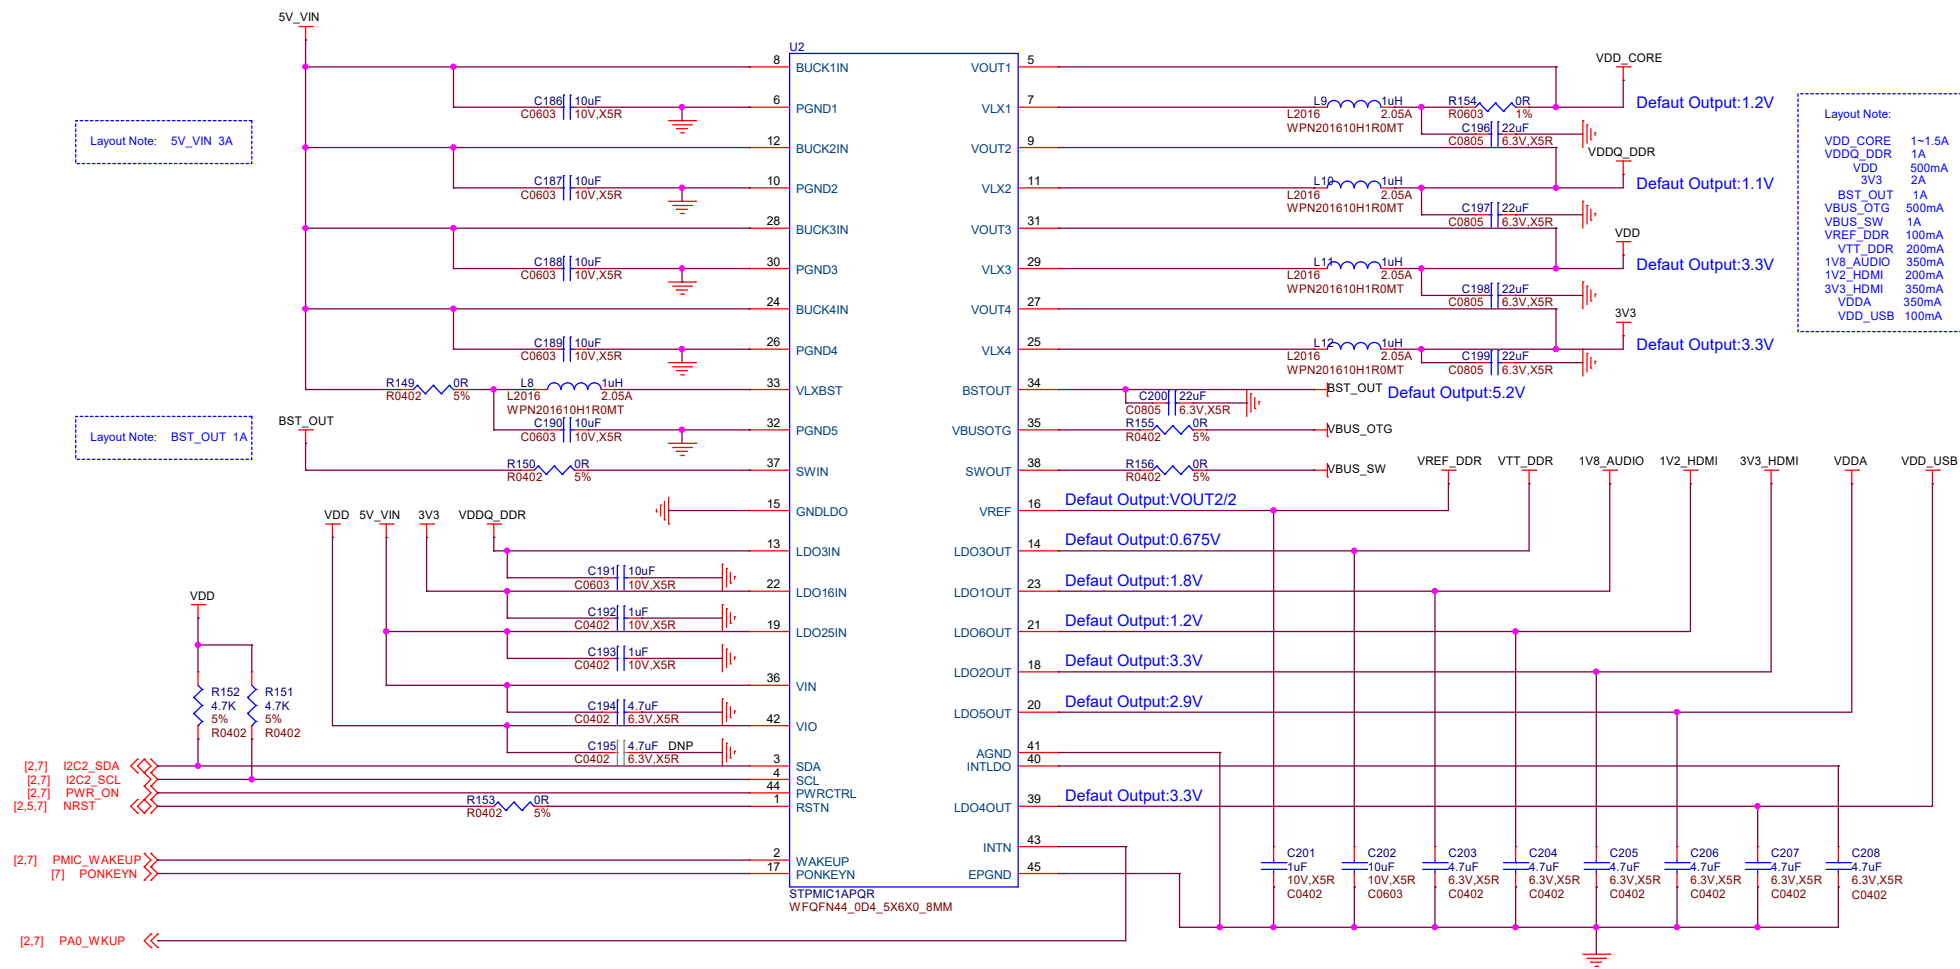 5V_VIN
U2
8 BUCK1IN
C186 10uF
C0603 10V,X5R
6 PGND1
Layout Note: 5V_VIN 3A
12 BUCK2IN
C187 10uF
C0603 10V,X5R
10 PGND2
28 BUCK3IN
C188 10uF
C0603 10V,X5R
30 PGND3
24 BUCK4IN
C189 10uF
C0603 10V,X5R
26 PGND4
R149 0R
R0402 5%
L8 1uH
L2016 2.05A
WPN201610H1R0MT
33 VLXBST
C190 10uF
C0603 10V,X5R
32 PGND5
Layout Note: BST_OUT 1A
BST_OUT
R150 0R
R0402 5%
37 SWIN
15 GNDLDO
VDD 5V_VIN 3V3 VDDQ_DDR
13 LDO3IN
C191 10uF
C0603 10V,X5R
22 LDO16IN
C192 1uF
C0402 10V,X5R
19 LDO25IN
C193 1uF
C0402 10V,X5R
36 VIN
C194 4.7uF
C0402 6.3V,X5R
42 VIO
C195 4.7uF DNP
C0402 6.3V,X5R
VDD
R152 R151
4.7K 4.7K
5% 5%
R0402 R0402
[2,7] I2C2_SDA 3 SDA
[2,7] I2C2_SCL 4 SCL
[2,7] PWR_ON 44 PWRCTRL
[2,5,7] NRST 1 RSTN
R153 0R
R0402 5%
[2,7] PMIC_WAKEUP 2 WAKEUP
[7] PONKEYN 17 PONKEYN
STPMIC1APQR
WFQFN44_0D4_5X6X0_8MM
[2,7] PA0_WKUP
VOUT1 5
VDD_CORE
VLX1 7
L9 1uH
L2016 2.05A
WPN201610H1R0MT
R154 0R
R0603 1%
C196 22uF
C0805 6.3V,X5R
Defaut Output:1.2V
VOUT2 9
VDDQ_DDR
VLX2 11
L10 1uH
L2016 2.05A
WPN201610H1R0MT
C197 22uF
C0805 6.3V,X5R
Defaut Output:1.1V
VOUT3 31
VDD
VLX3 29
L11 1uH
L2016 2.05A
WPN201610H1R0MT
C198 22uF
C0805 6.3V,X5R
Defaut Output:3.3V
VOUT4 27
3V3
VLX4 25
L12 1uH
L2016 2.05A
WPN201610H1R0MT
C199 22uF
C0805 6.3V,X5R
Defaut Output:3.3V
BSTOUT 34
BST_OUT Defaut Output:5.2V
C200 22uF
C0805 6.3V,X5R
VBUSOTG 35
R155 0R
R0402 5%
VBUS_OTG
SWOUT 38
R156 0R
R0402 5%
VBUS_SW
Layout Note:
VDD_CORE 1~1.5A
VDDQ_DDR 1A
VDD 500mA
3V3 2A
BST_OUT 1A
VBUS_OTG 500mA
VBUS_SW 1A
VREF_DDR 100mA
VTT_DDR 200mA
1V8_AUDIO 350mA
1V2_HDMI 200mA
3V3_HDMI 350mA
VDDA 350mA
VDD_USB 100mA
VREF_DDR VTT_DDR 1V8_AUDIO 1V2_HDMI 3V3_HDMI VDDA VDD_USB
VREF 16 Defaut Output:VOUT2/2
LDO3OUT 14 Defaut Output:0.675V
LDO1OUT 23 Defaut Output:1.8V
LDO6OUT 21 Defaut Output:1.2V
LDO2OUT 18 Defaut Output:3.3V
LDO5OUT 20 Defaut Output:2.9V
AGND 41
INTLDO 40
LDO4OUT 39 Defaut Output:3.3V
INTN 43
EPGND 45
C201 C202 C203 C204 C205 C206 C207 C208
1uF 10uF 4.7uF 4.7uF 4.7uF 4.7uF 4.7uF 4.7uF
10V,X5R 10V,X5R 6.3V,X5R 6.3V,X5R 6.3V,X5R 6.3V,X5R 6.3V,X5R 6.3V,X5R
C0402 C0603 C0402 C0402 C0402 C0402 C0402 C0402